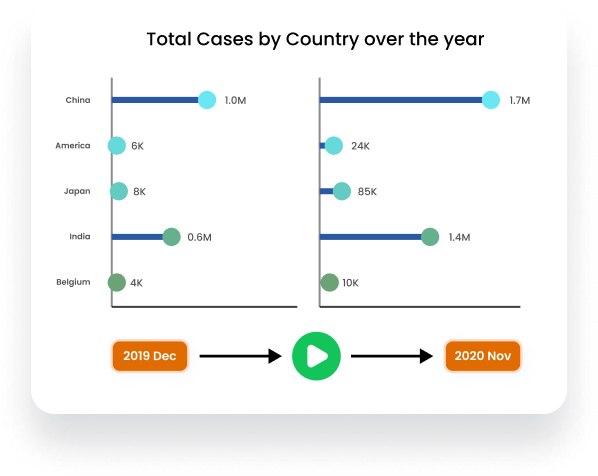 Total Cases by Country over the year
China 1.0M 1.7M
America 6K 24K
Japan 8K 85K
India 0.6M 1.4M
Belgium 4K 10K
2019 Dec 2020 Nov